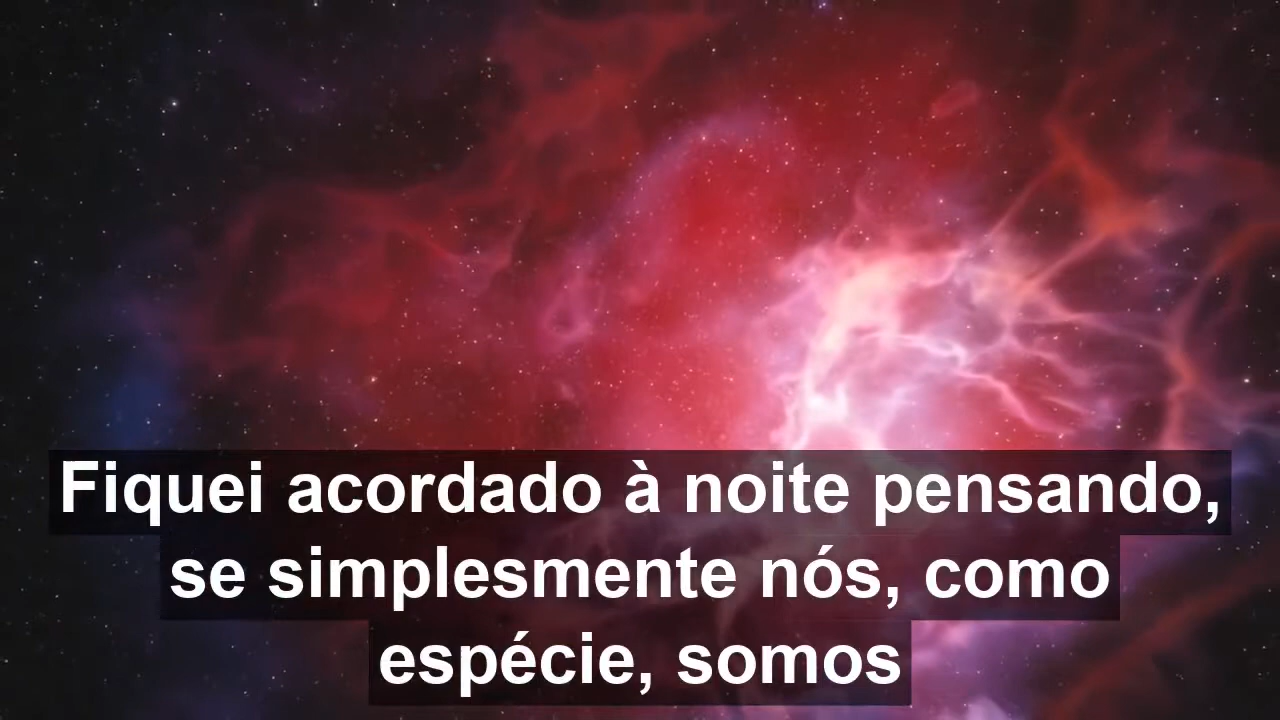 Fiquei acordado à noite pensando,
se simplesmente nós, como
espécie, somos